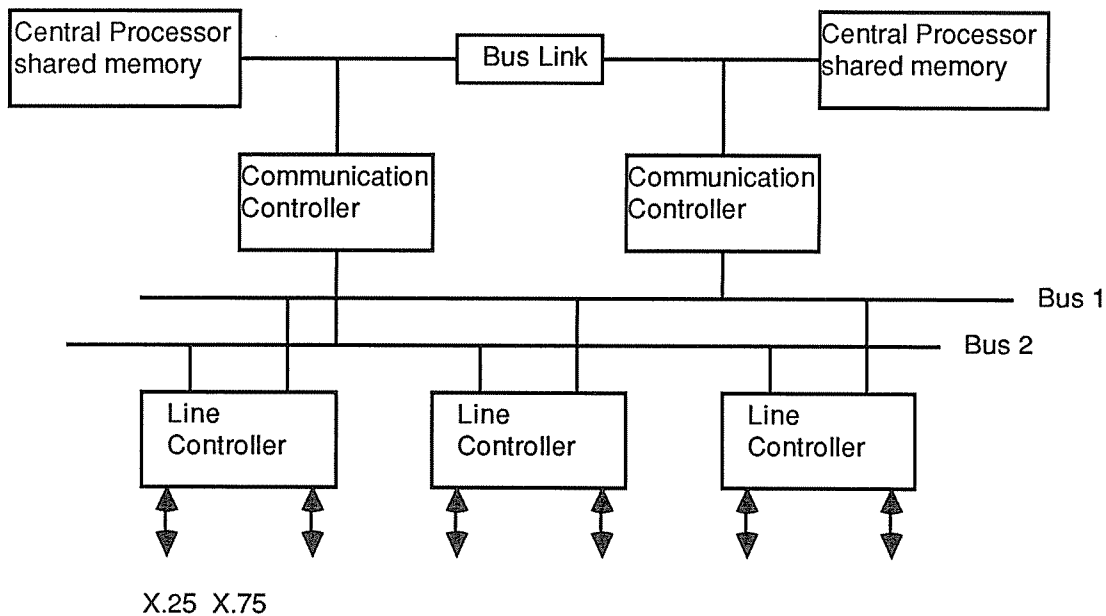 Central Processor
shared memory
Bus Link
Central Processor
shared memory
Communication
Controller
Communication
Controller
Bus 1
Bus 2
Line
Controller
Line
Controller
Line
Controller
X.25 X.75